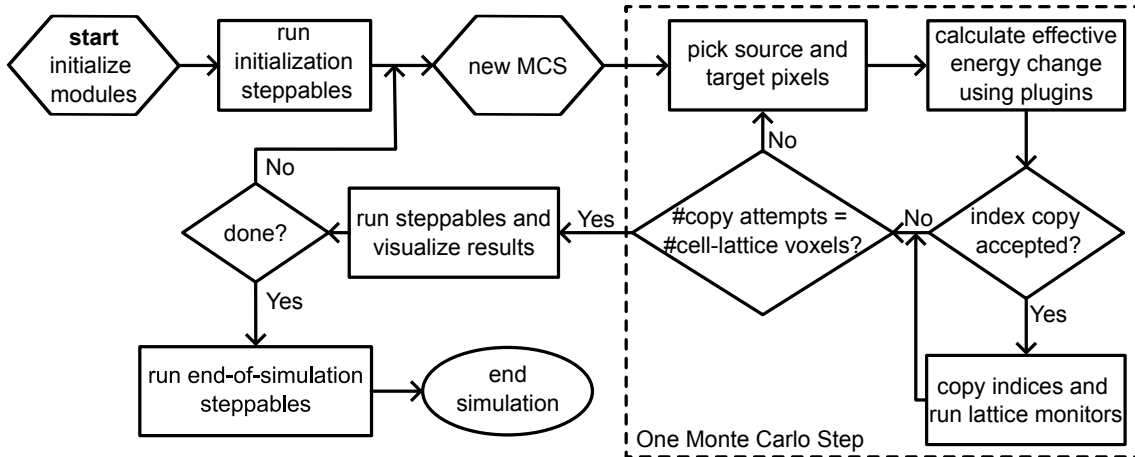 start
initialize
modules
run
initialization
steppables
new MCS
pick source and
target pixels
calculate effective
energy change
using plugins
No
No
done?
run steppables and
visualize results
Yes
#copy attempts =
#cell-lattice voxels?
No
index copy
accepted?
Yes
Yes
run end-of-simulation
steppables
end
simulation
copy indices and
run lattice monitors
One Monte Carlo Step